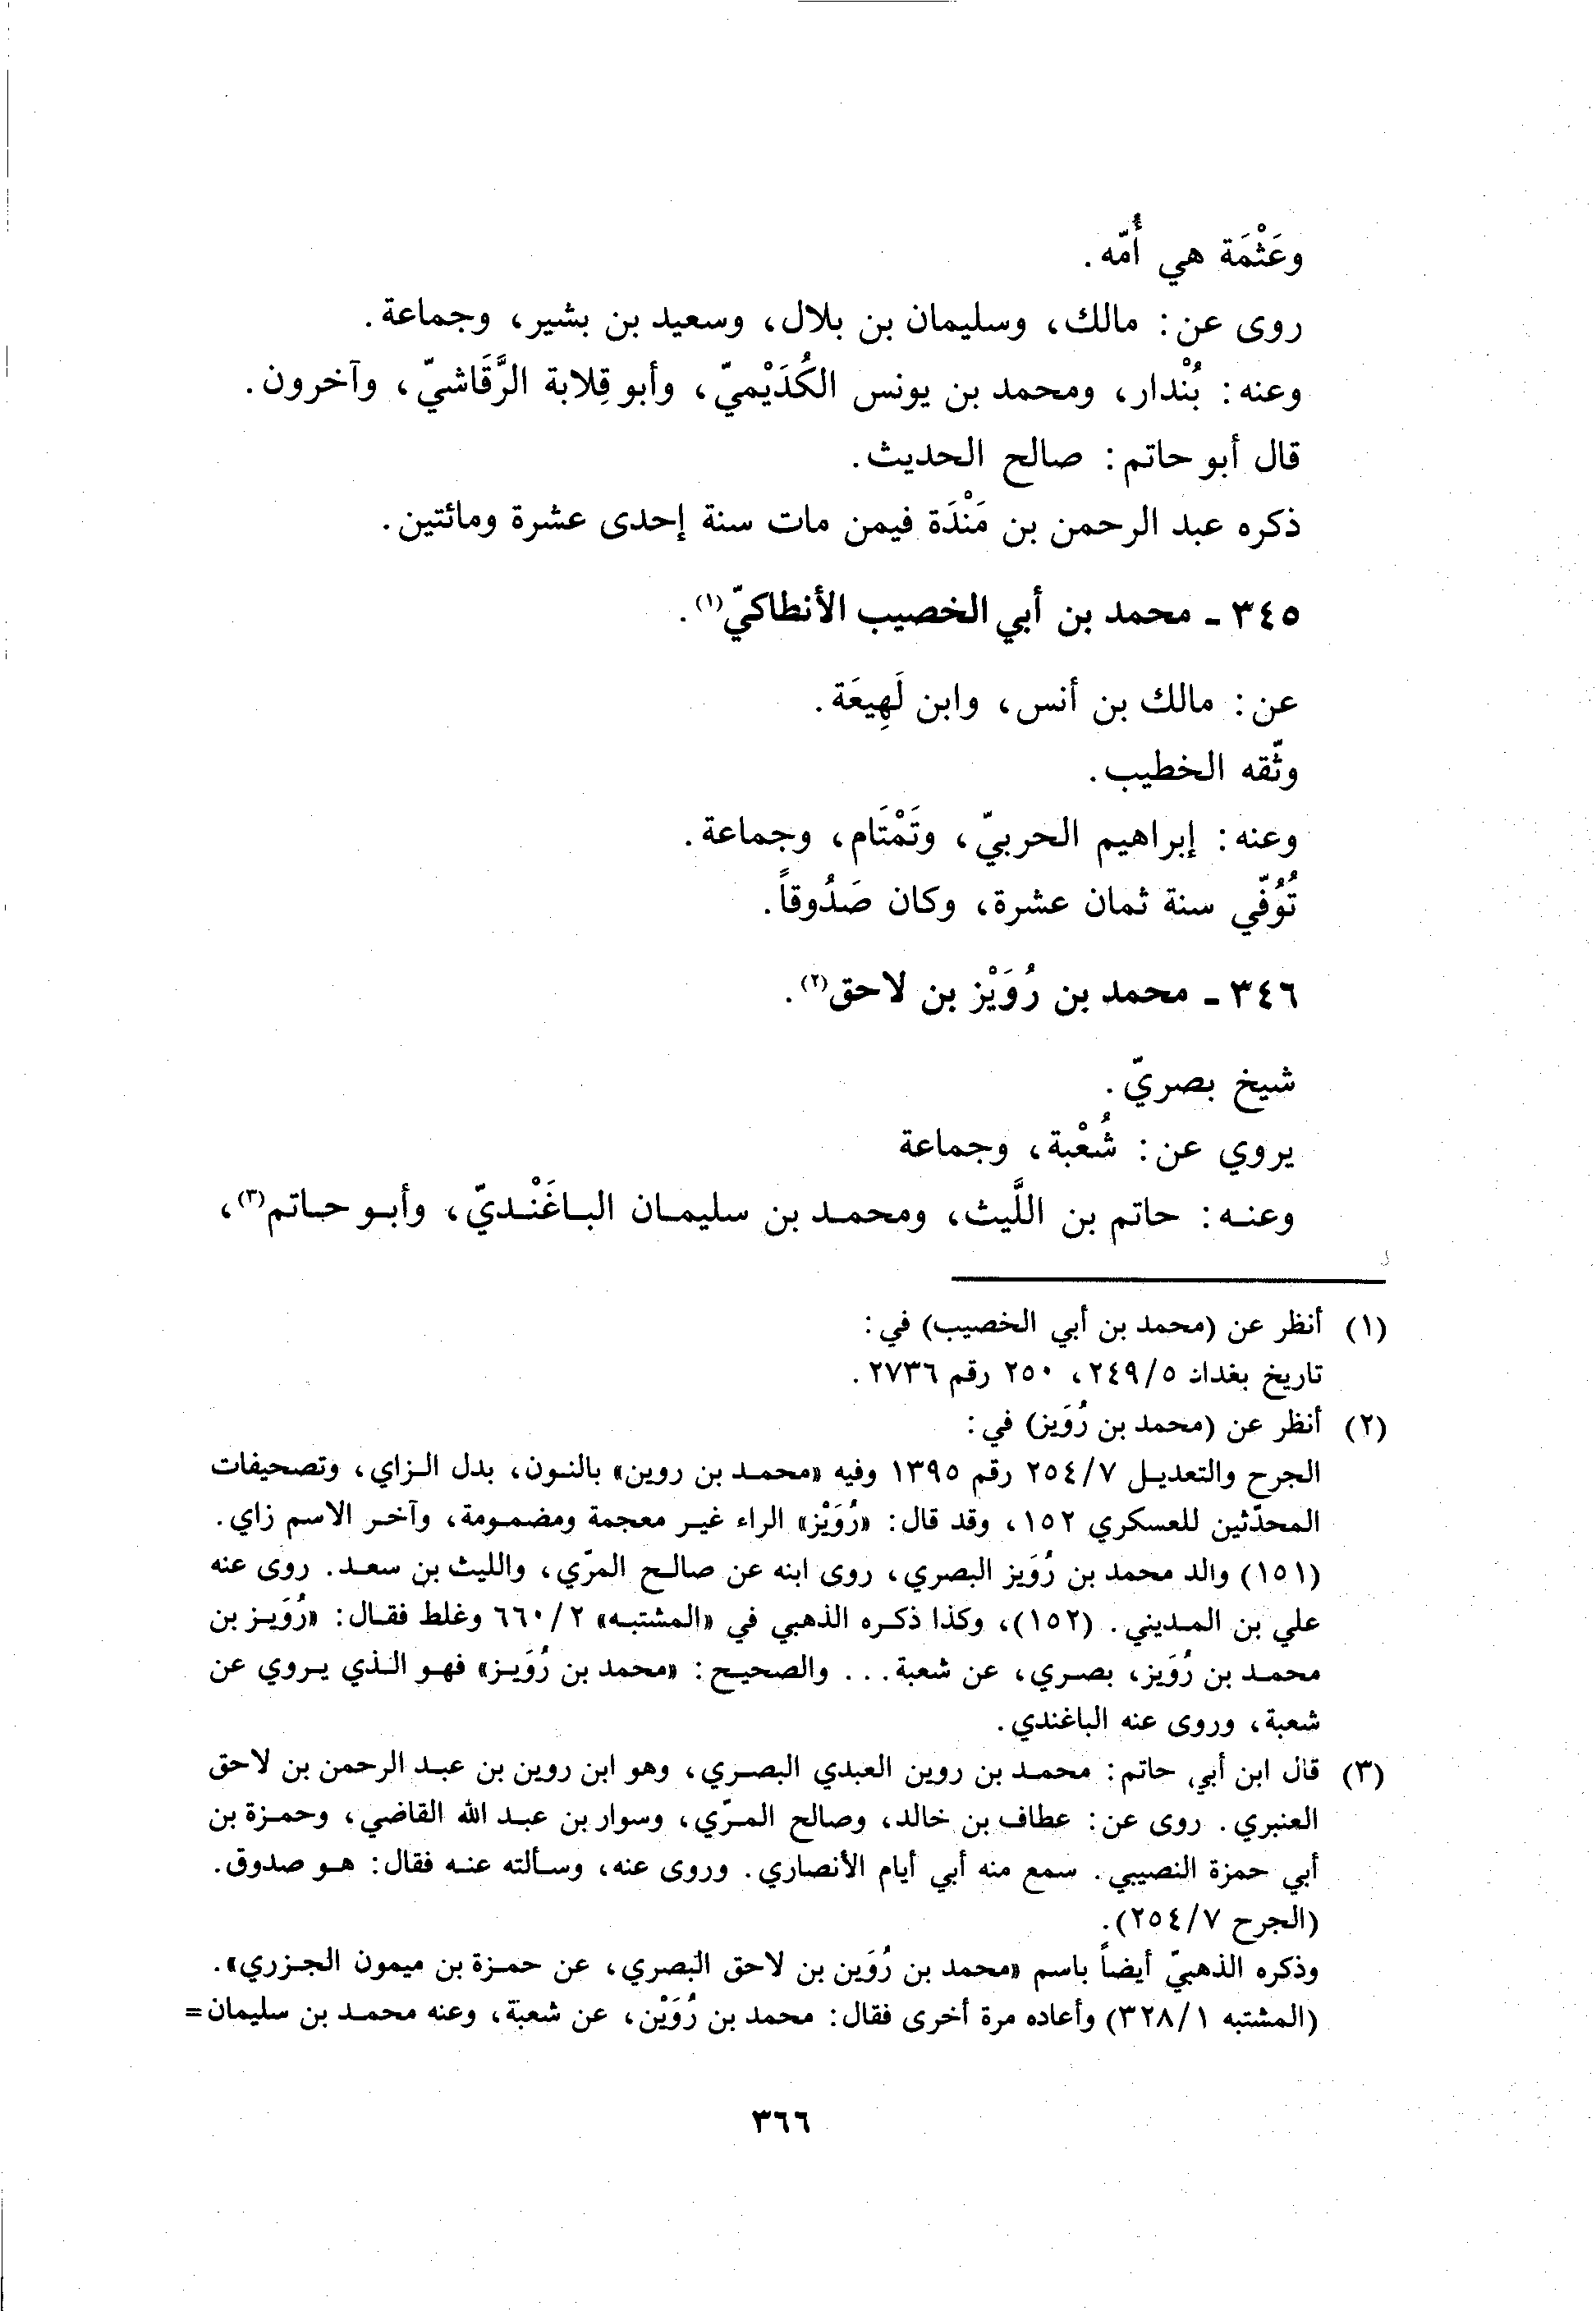 وعَثْمَة هي أُمّه.
روى عن: مالك، وسليمان بن بلال، وسعيد بن بشير، وجماعة.
وعنه: بُنْدار، ومحمد بن يونس الكُدَيْميّ، وأبو قِلابة الرَّقَاشيّ، وآخرون.
قال أبو حاتم: صالح الحديث.
ذكره عبد الرحمن بن مَنْدَة فيمن مات سنة إحدى عشرة ومائتين.
٣٤٥ ـ محمد بن أبي الخصيب الأنطاكيّ(١).
عن: مالك بن أنس، وابن لَهِيعَة.
وثّقه الخطيب.
وعنه: إبراهيم الحربيّ، وتَمْتَام، وجماعة.
تُوُفّي سنة ثمان عشرة، وكان صَدُوقاً.
٣٤٦ ـ محمد بن رُوَيْز بن لاحق(٢).
شيخ بصريّ.
يروي عن: شُعْبة، وجماعة
وعنه: حاتم بن اللَّيث، ومحمد بن سليمان الباغَنْديّ، وأبو حاتم(٣)،
(١) أنظر عن (محمد بن أبي الخصيب) في:
تاريخ بغداد ٢٤٩/٥، ٢٥٠ رقم ٢٧٣٦.
(٢) أنظر عن (محمد بن رُوَيز) في:
الجرح والتعديل ٢٥٤/٧ رقم ١٣٩٥ وفيه «محمد بن روين» بالنون، بدل الزاي، وتصحيفات
المحدّثين للعسكري ١٥٢، وقد قال: «رُوَيْز» الراء غير معجمة ومضمومة، وآخر الاسم زاي.
(١٥١) والد محمد بن رُوَيز البصري، روى ابنه عن صالح المرّي، والليث بن سعد. روى عنه
علي بن المديني. (١٥٢)، وكذا ذكره الذهبي في «المشتبه» ٦٦٠/٢ وغلط فقال: «رُوَيز بن
محمد بن رُوَيز، بصري، عن شعبة... والصحيح: «محمد بن رُوَيز» فهو الذي يروي عن
شعبة، وروى عنه الباغندي.
(٣) قال ابن أبي حاتم: محمد بن روين العبدي البصري، وهو ابن روين بن عبد الرحمن بن لاحق
العنبري. روى عن: عطاف بن خالد، وصالح المرّي، وسوار بن عبد الله القاضي، وحمزة بن
أبي حمزة النصيبي. سمع منه أبي أيام الأنصاري. وروى عنه، وسألته عنه فقال: هو صدوق.
(الجرح ٢٥٤/٧).
وذكره الذهبيّ أيضاً باسم «محمد بن رُوَين بن لاحق البصري، عن حمزة بن ميمون الجزري».
(المشتبه ٣٢٨/١) وأعاده مرة أخرى فقال: محمد بن رُوَيْن، عن شعبة، وعنه محمد بن سليمان=
٣٦٦